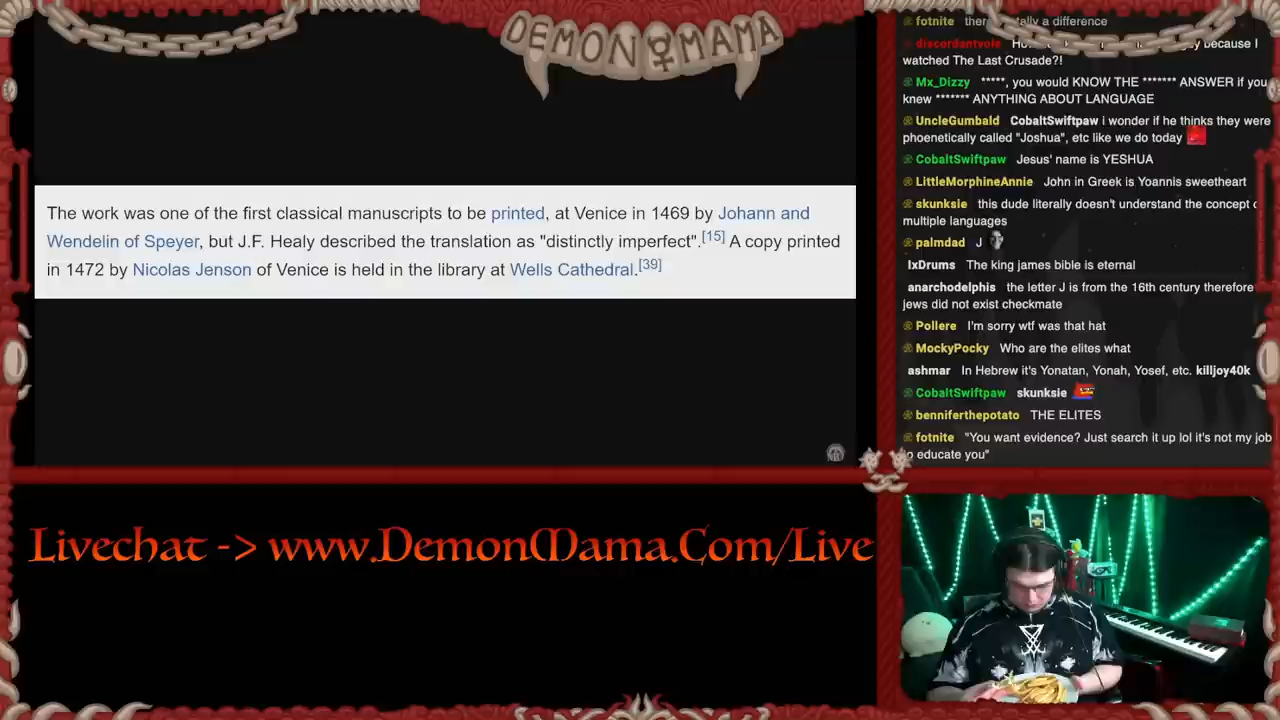 DEMON MAMA
The work was one of the first classical manuscripts to be printed, at Venice in 1469 by Johann and
Wendelin of Speyer, but J.F. Healy described the translation as "distinctly imperfect".[15] A copy printed
in 1472 by Nicolas Jenson of Venice is held in the library at Wells Cathedral.[39]
fotnite ther tally a difference
discordantvole because I
watched The Last Crusade?!
Mx_Dizzy *****, you would KNOW THE ******* ANSWER if you
knew ******* ANYTHING ABOUT LANGUAGE
UncleGumbald CobaltSwiftpaw i wonder if he thinks they were
phoenetically called "Joshua", etc like we do today
CobaltSwiftpaw Jesus' name is YESHUA
LittleMorphineAnnie John in Greek is Yoannis sweetheart
skunksie this dude literally doesn't understand the concept
multiple languages
palmdad J
lxDrums The king james bible is eternal
anarchodelphis the letter J is from the 16th century therefore
jews did not exist checkmate
Pollere I'm sorry wtf was that hat
MockyPocky Who are the elites what
ashmar In Hebrew it's Yonatan, Yonah, Yosef, etc. killjoy40k
CobaltSwiftpaw skunksie
benniferthepotato THE ELITES
fotnite "You want evidence? Just search it up lol it's not my job
educate you"
Livechat -> www.DemonMama.Com/Live